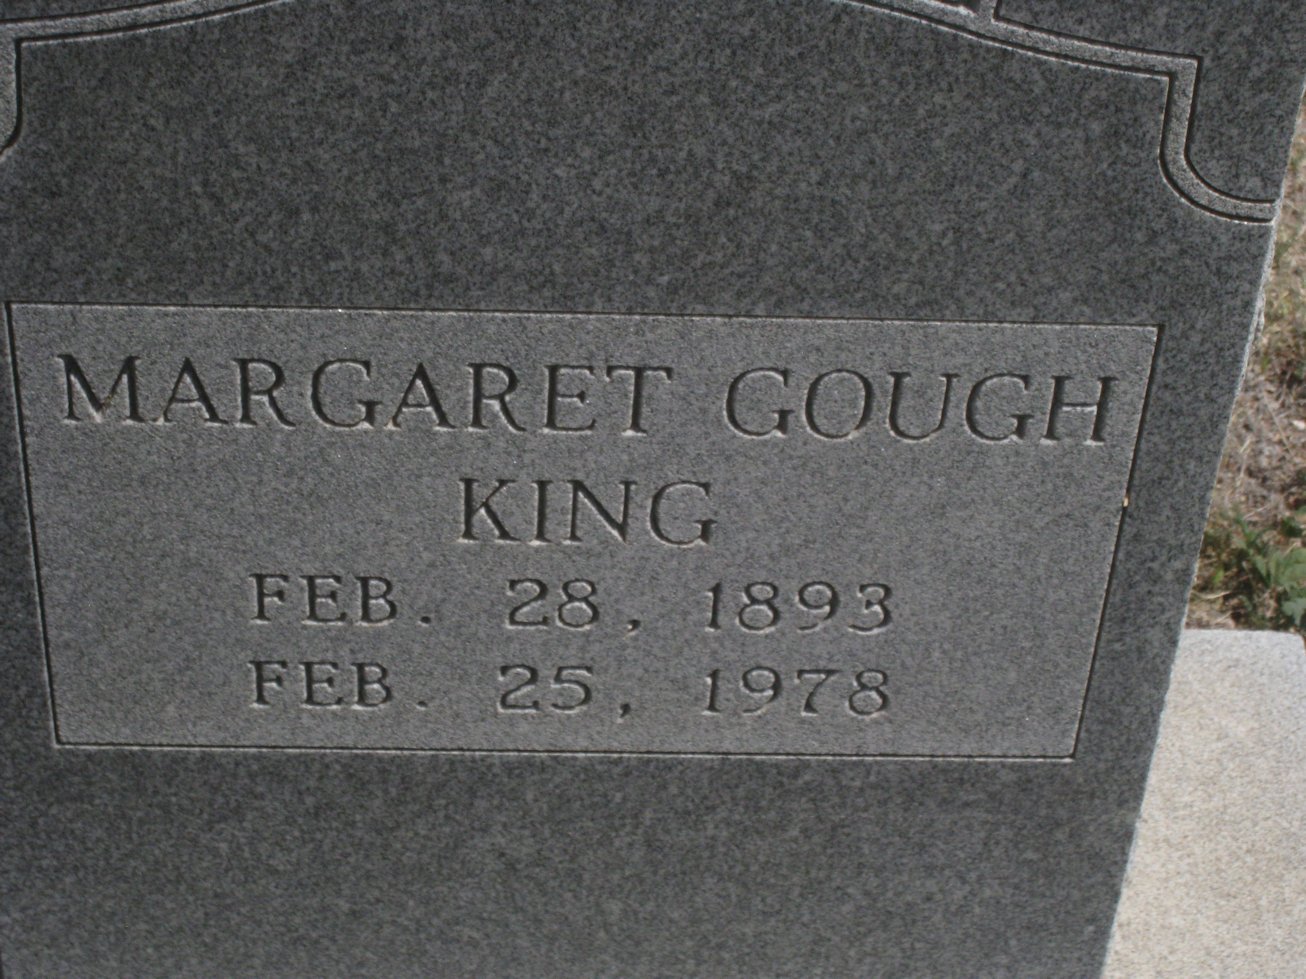 MARGARET GOUGH
KING
FEB. 28, 1893
FEB. 25, 1978